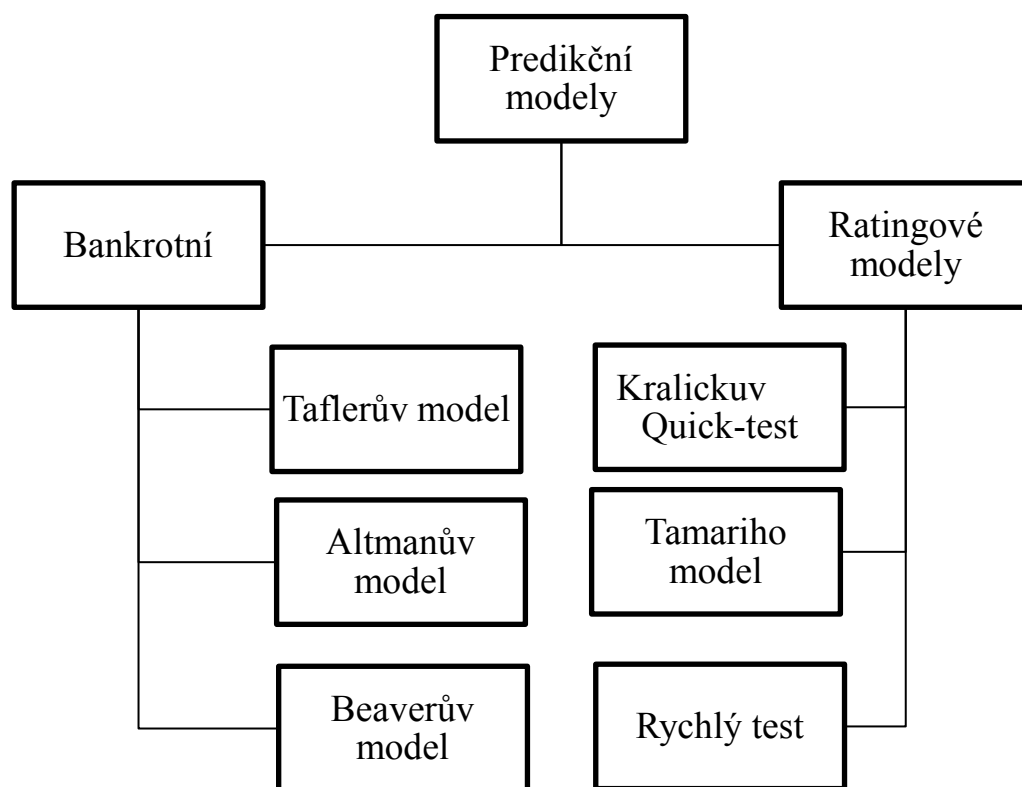 Predikční
modely
Bankrotní
Ratingové
modely
Taflerův model
Kralickuv
Quick-test
Altmanův
model
Tamariho
model
Beaverův
model
Rychlý test